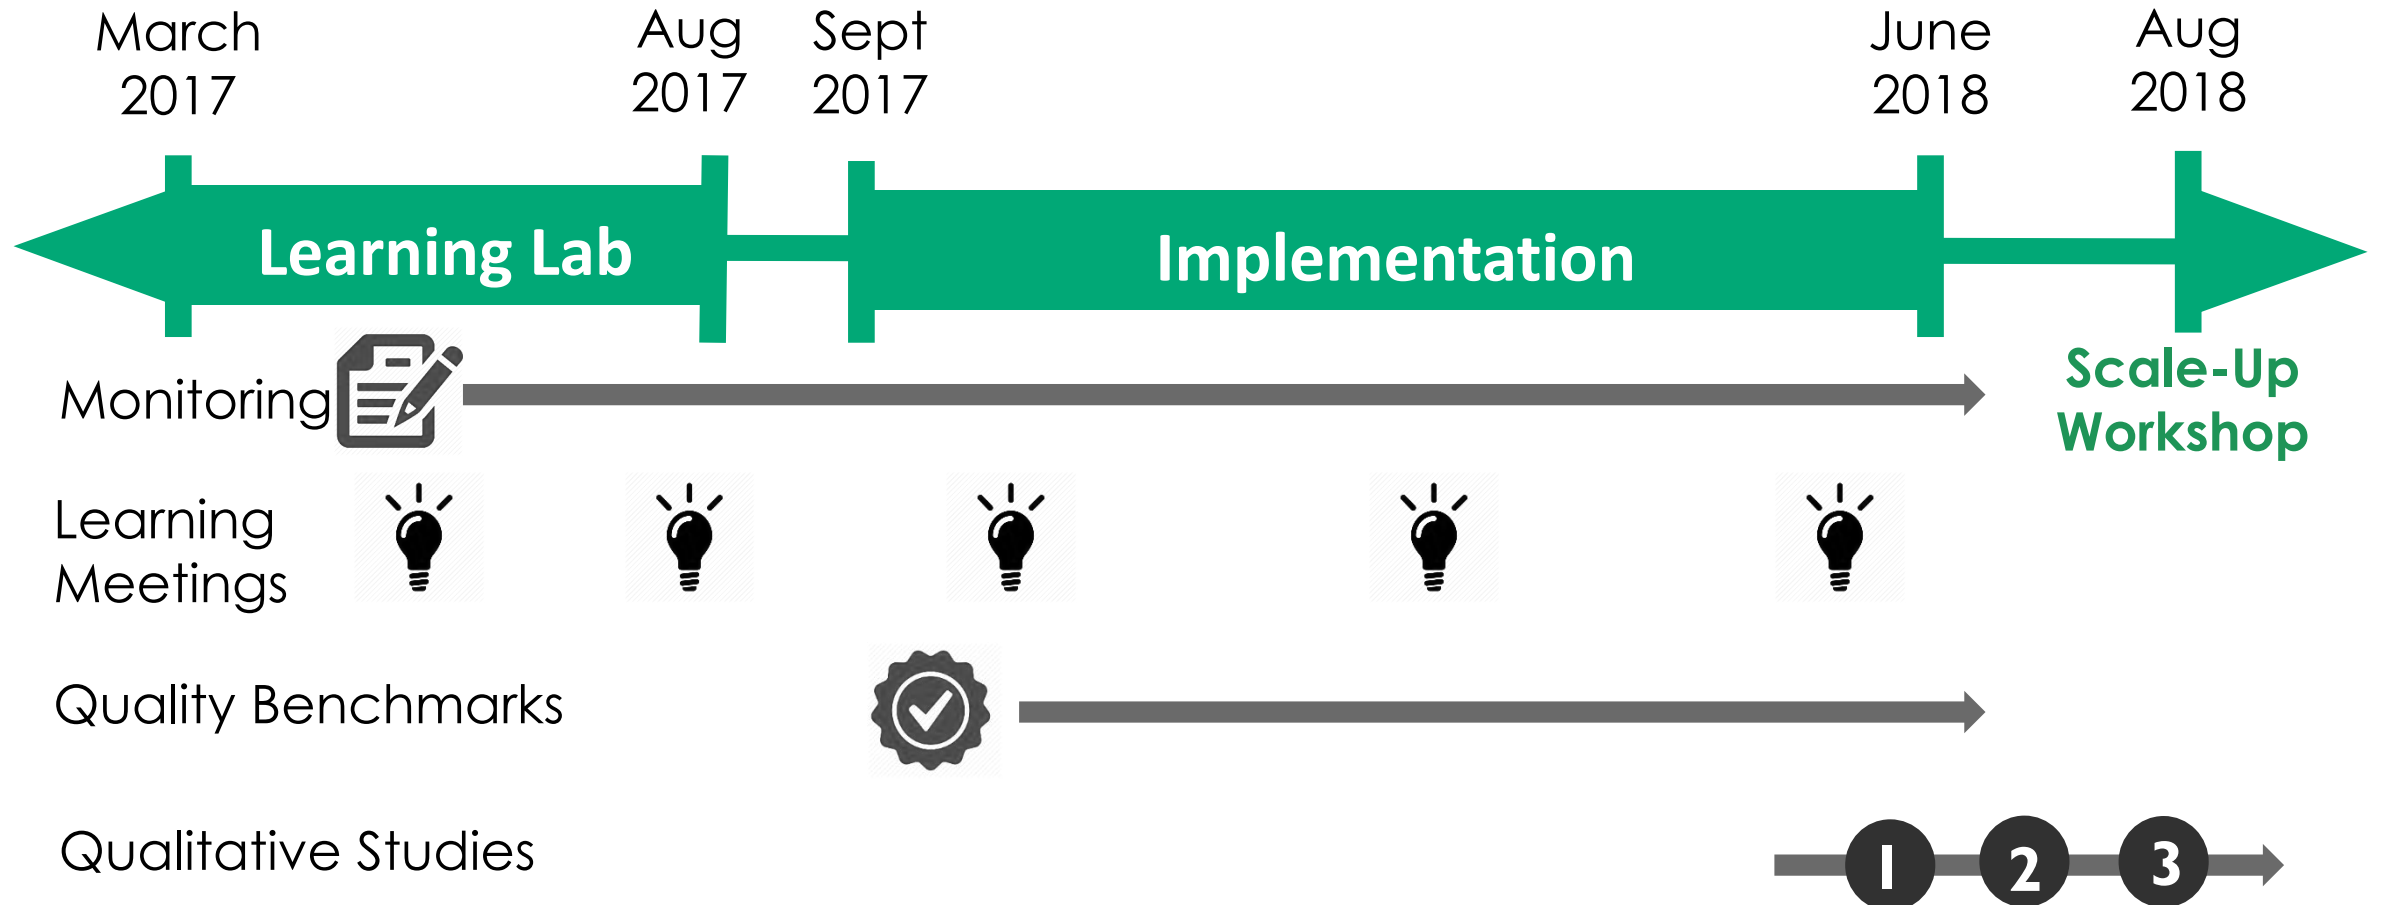 March
2017
Aug
2017
Sept
2017
June
2018
Aug
2018
Learning Lab
Implementation
Monitoring
Scale-Up
Workshop
Learning
Meetings
Quality Benchmarks
Qualitative Studies
1
2
3